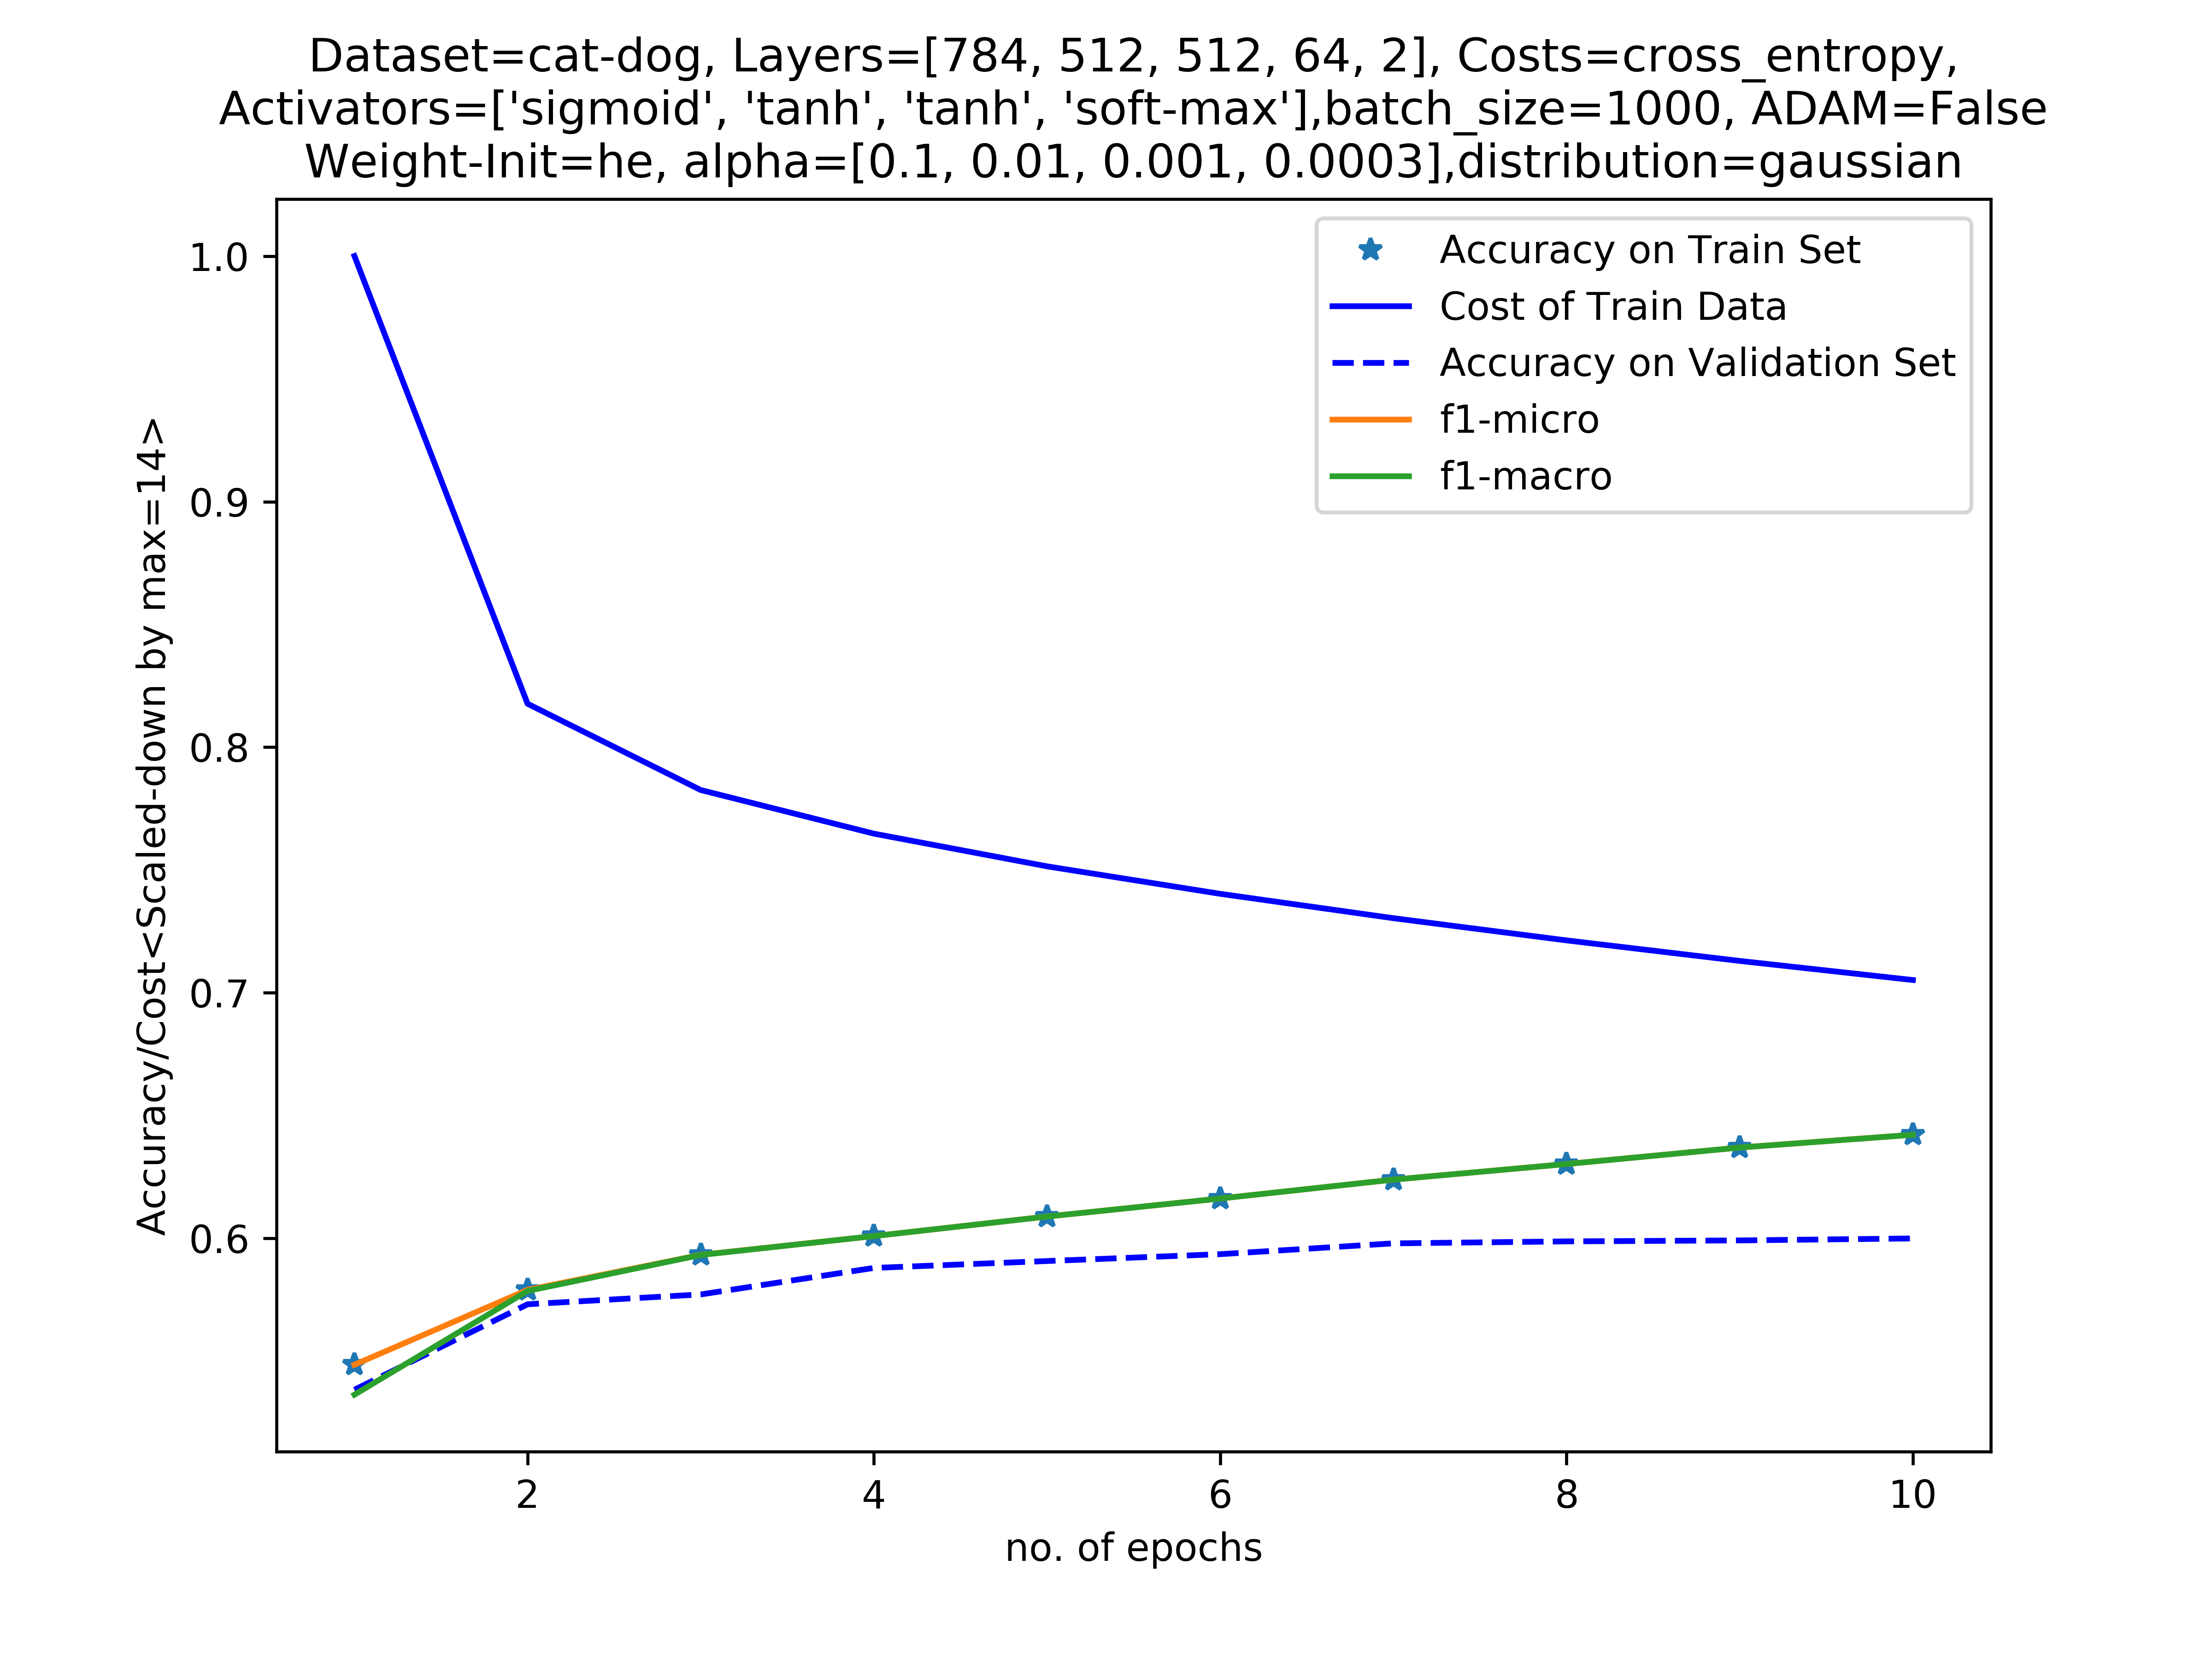 Dataset=cat-dog, Layers=[784, 512, 512, 64, 2], Costs=cross_entropy,
Activators=['sigmoid', 'tanh', 'tanh', 'soft-max'],batch_size=1000, ADAM=False
Weight-Init=he, alpha=[0.1, 0.01, 0.001, 0.0003],distribution=gaussian
Accuracy on Train Set
Cost of Train Data
Accuracy on Validation Set
f1-micro
f1-macro
Accuracy/Cost<Scaled-down by max=14>
1.0
0.9
0.8
0.7
0.6
2 4 6 8 10
no. of epochs